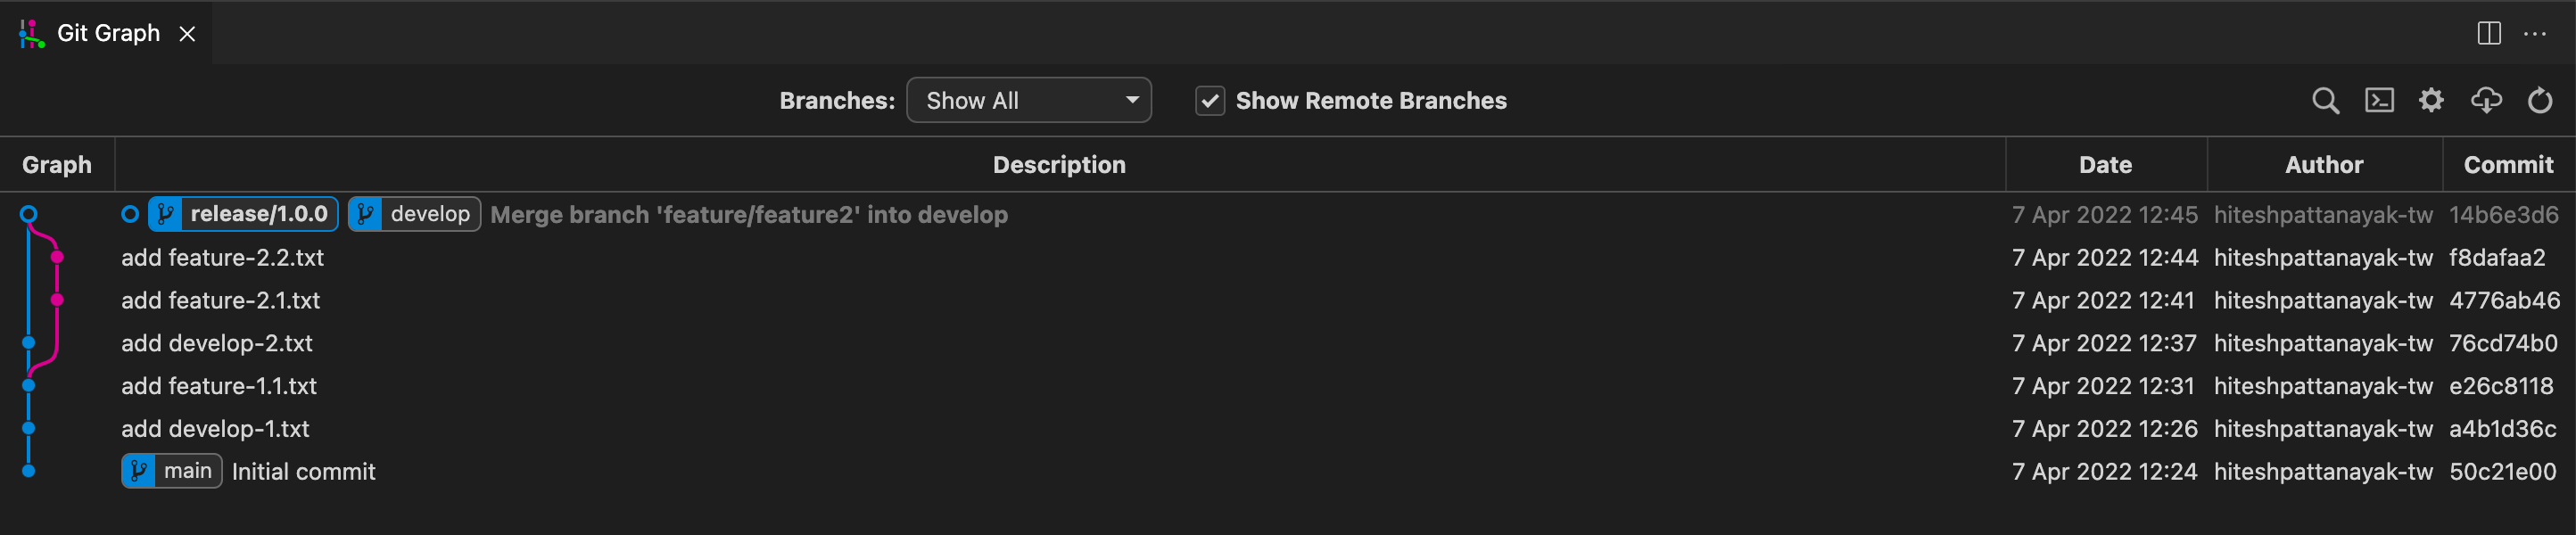 Git Graph
Branches: Show All Show Remote Branches
Graph Description Date Author Commit
release/1.0.0 develop Merge branch 'feature/feature2' into develop 7 Apr 2022 12:45 hiteshpattanayak-tw 14b6e3d6
add feature-2.2.txt 7 Apr 2022 12:44 hiteshpattanayak-tw f8dafaa2
add feature-2.1.txt 7 Apr 2022 12:41 hiteshpattanayak-tw 4776ab46
add develop-2.txt 7 Apr 2022 12:37 hiteshpattanayak-tw 76cd74b0
add feature-1.1.txt 7 Apr 2022 12:31 hiteshpattanayak-tw e26c8118
add develop-1.txt 7 Apr 2022 12:26 hiteshpattanayak-tw a4b1d36c
main Initial commit 7 Apr 2022 12:24 hiteshpattanayak-tw 50c21e00